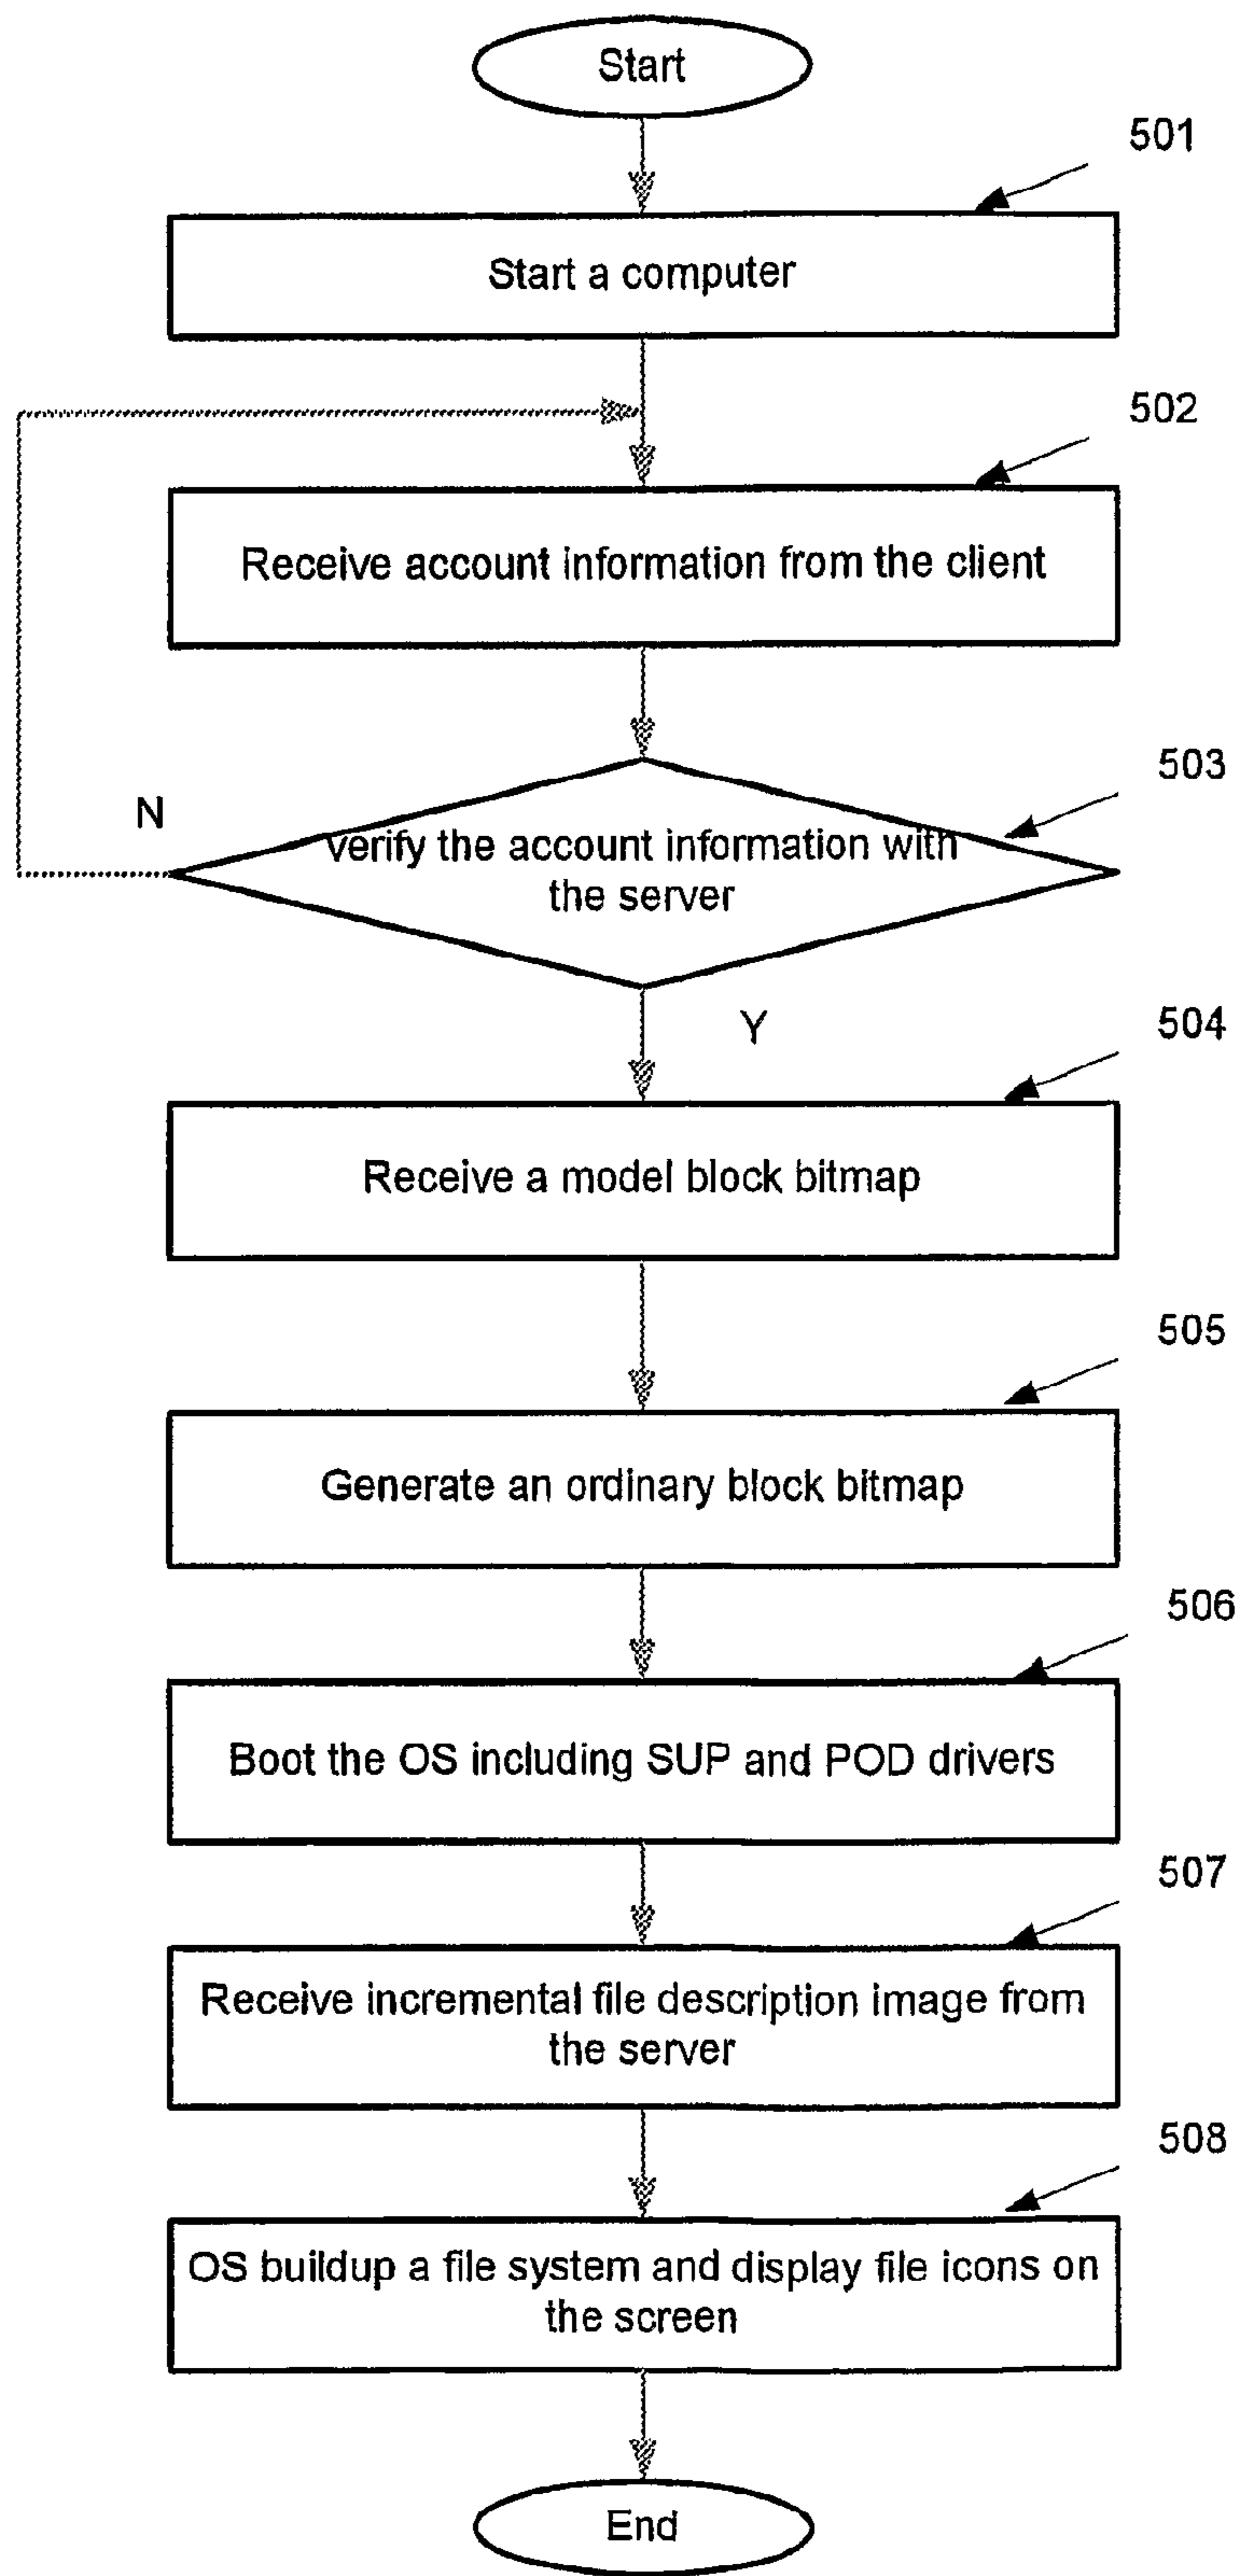 Start
501
Start a computer
502
Receive account information from the client
503
N
verify the account information with
the server
Y
504
Receive a model block bitmap
505
Generate an ordinary block bitmap
506
Boot the OS including SUP and POD drivers
507
Receive incremental file description image from
the server
508
OS buildup a file system and display file icons on
the screen
End